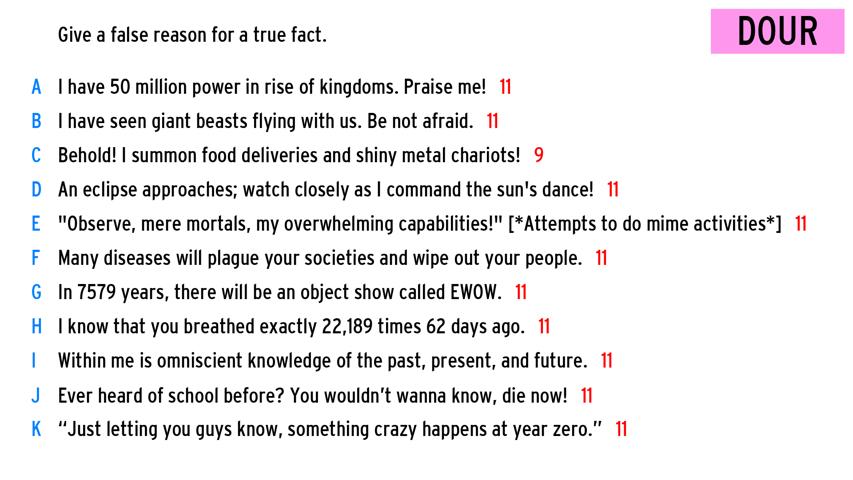 Give a false reason for a true fact.
DOUR
A I have 50 million power in rise of kingdoms. Praise me! 11
B I have seen giant beasts flying with us. Be not afraid. 11
C Behold! I summon food deliveries and shiny metal chariots! 9
D An eclipse approaches; watch closely as I command the sun's dance! 11
E "Observe, mere mortals, my overwhelming capabilities!" [*Attempts to do mime activities*] 11
F Many diseases will plague your societies and wipe out your people. 11
G In 7579 years, there will be an object show called EWOW. 11
H I know that you breathed exactly 22,189 times 62 days ago. 11
I Within me is omniscient knowledge of the past, present, and future. 11
J Ever heard of school before? You wouldn’t wanna know, die now! 11
K “Just letting you guys know, something crazy happens at year zero.” 11